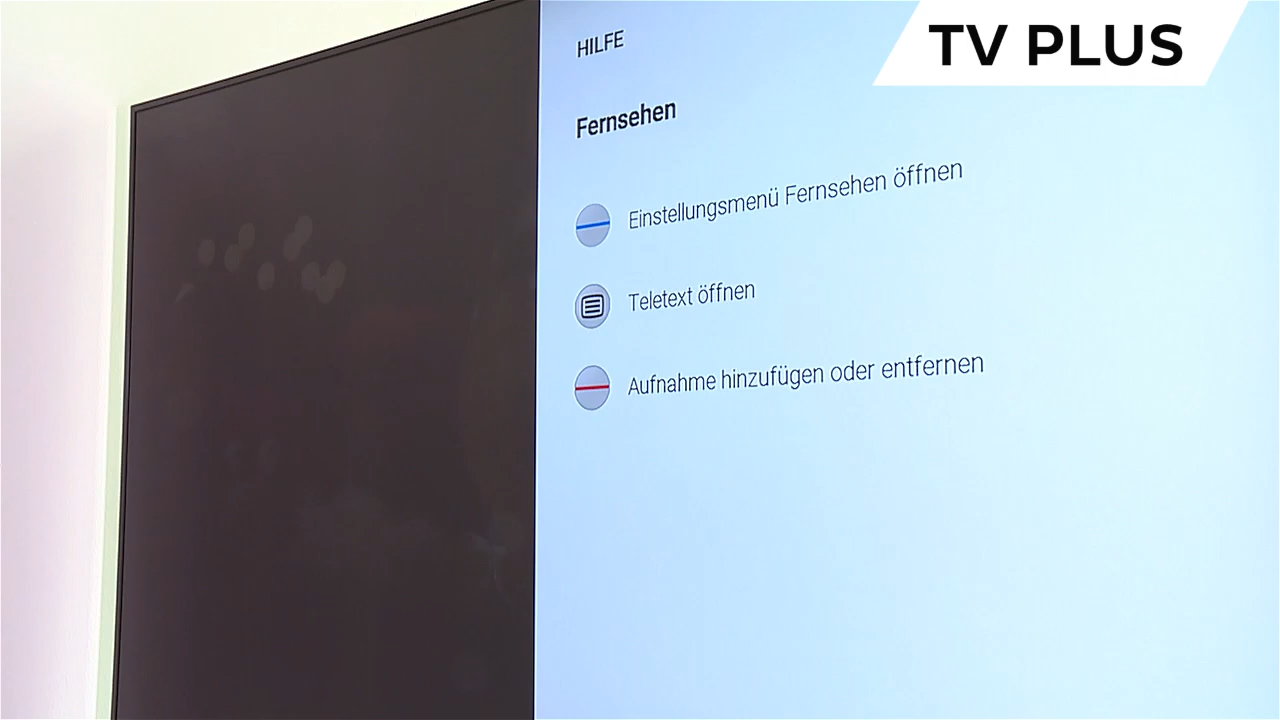 TV PLUS
HILFE
Fernsehen
Einstellungsmenü Fernsehen öffnen
Teletext öffnen
Aufnahme hinzufügen oder entfernen